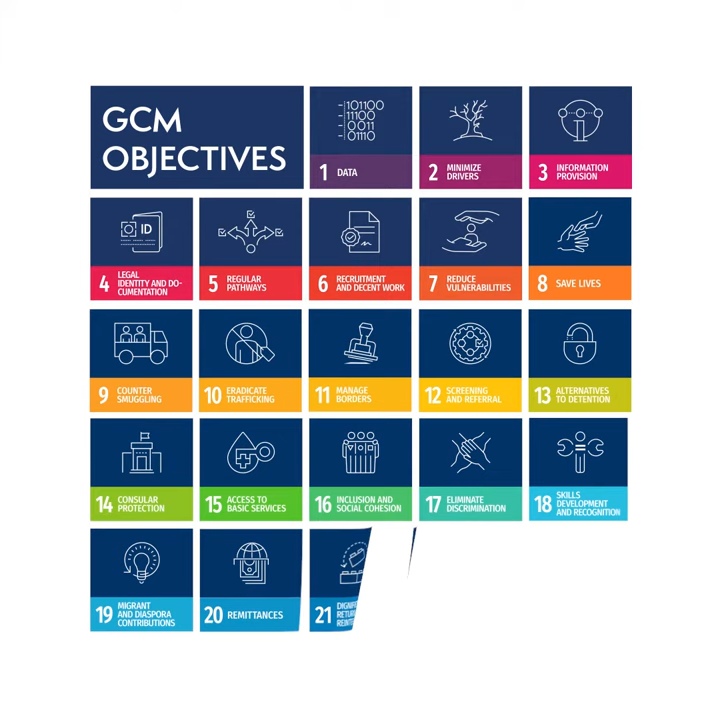 GCM
OBJECTIVES
101100
11100
0011
01110
1 DATA
2 MINIMIZE
DRIVERS
3 INFORMATION
PROVISION
ID
4 LEGAL
IDENTITY AND DO-
CUMENTATION
5 REGULAR
PATHWAYS
6 RECRUITMENT
AND DECENT WORK
7 REDUCE
VULNERABILITIES
8 SAVE LIVES
9 COUNTER
SMUGGLING
10 ERADICATE
TRAFFICKING
11 MANAGE
BORDERS
12 SCREENING
AND REFERRAL
13 ALTERNATIVES
TO DETENTION
14 CONSULAR
PROTECTION
15 ACCESS TO
BASIC SERVICES
16 INCLUSION AND
SOCIAL COHESION
17 ELIMINATE
DISCRIMINATION
18 SKILLS
DEVELOPMENT
AND RECOGNITION
19 MIGRANT
AND DIASPORA
CONTRIBUTIONS
20 REMITTANCES
21